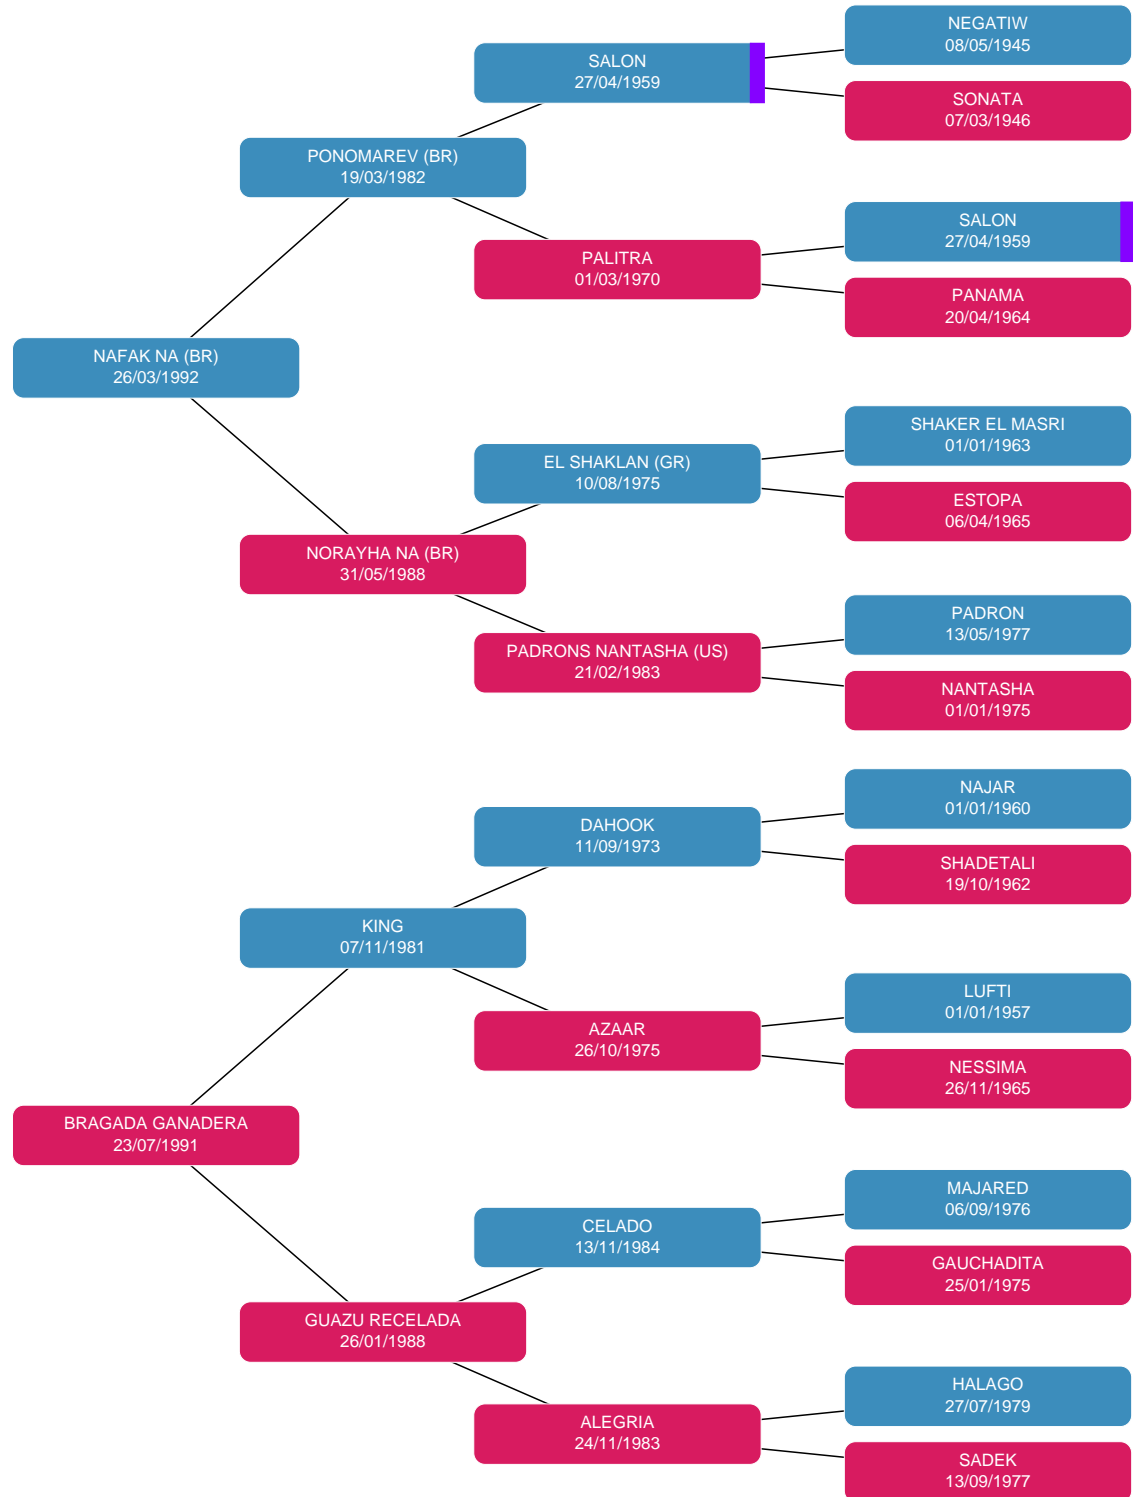 NEGATIW
08/05/1945
SALON
27/04/1959
SONATA
07/03/1946
PONOMAREV (BR)
19/03/1982
SALON
27/04/1959
PALITRA
01/03/1970
PANAMA
20/04/1964
NAFAK NA (BR)
26/03/1992
SHAKER EL MASRI
01/01/1963
EL SHAKLAN (GR)
10/08/1975
ESTOPA
06/04/1965
NORAYHA NA (BR)
31/05/1988
PADRON
13/05/1977
PADRONS NANTASHA (US)
21/02/1983
NANTASHA
01/01/1975
NAJAR
01/01/1960
DAHOOK
11/09/1973
SHADETALI
19/10/1962
KING
07/11/1981
LUFTI
01/01/1957
AZAAR
26/10/1975
NESSIMA
26/11/1965
BRAGADA GANADERA
23/07/1991
MAJARED
06/09/1976
CELADO
13/11/1984
GAUCHADITA
25/01/1975
GUAZU RECELADA
26/01/1988
HALAGO
27/07/1979
ALEGRIA
24/11/1983
SADEK
13/09/1977